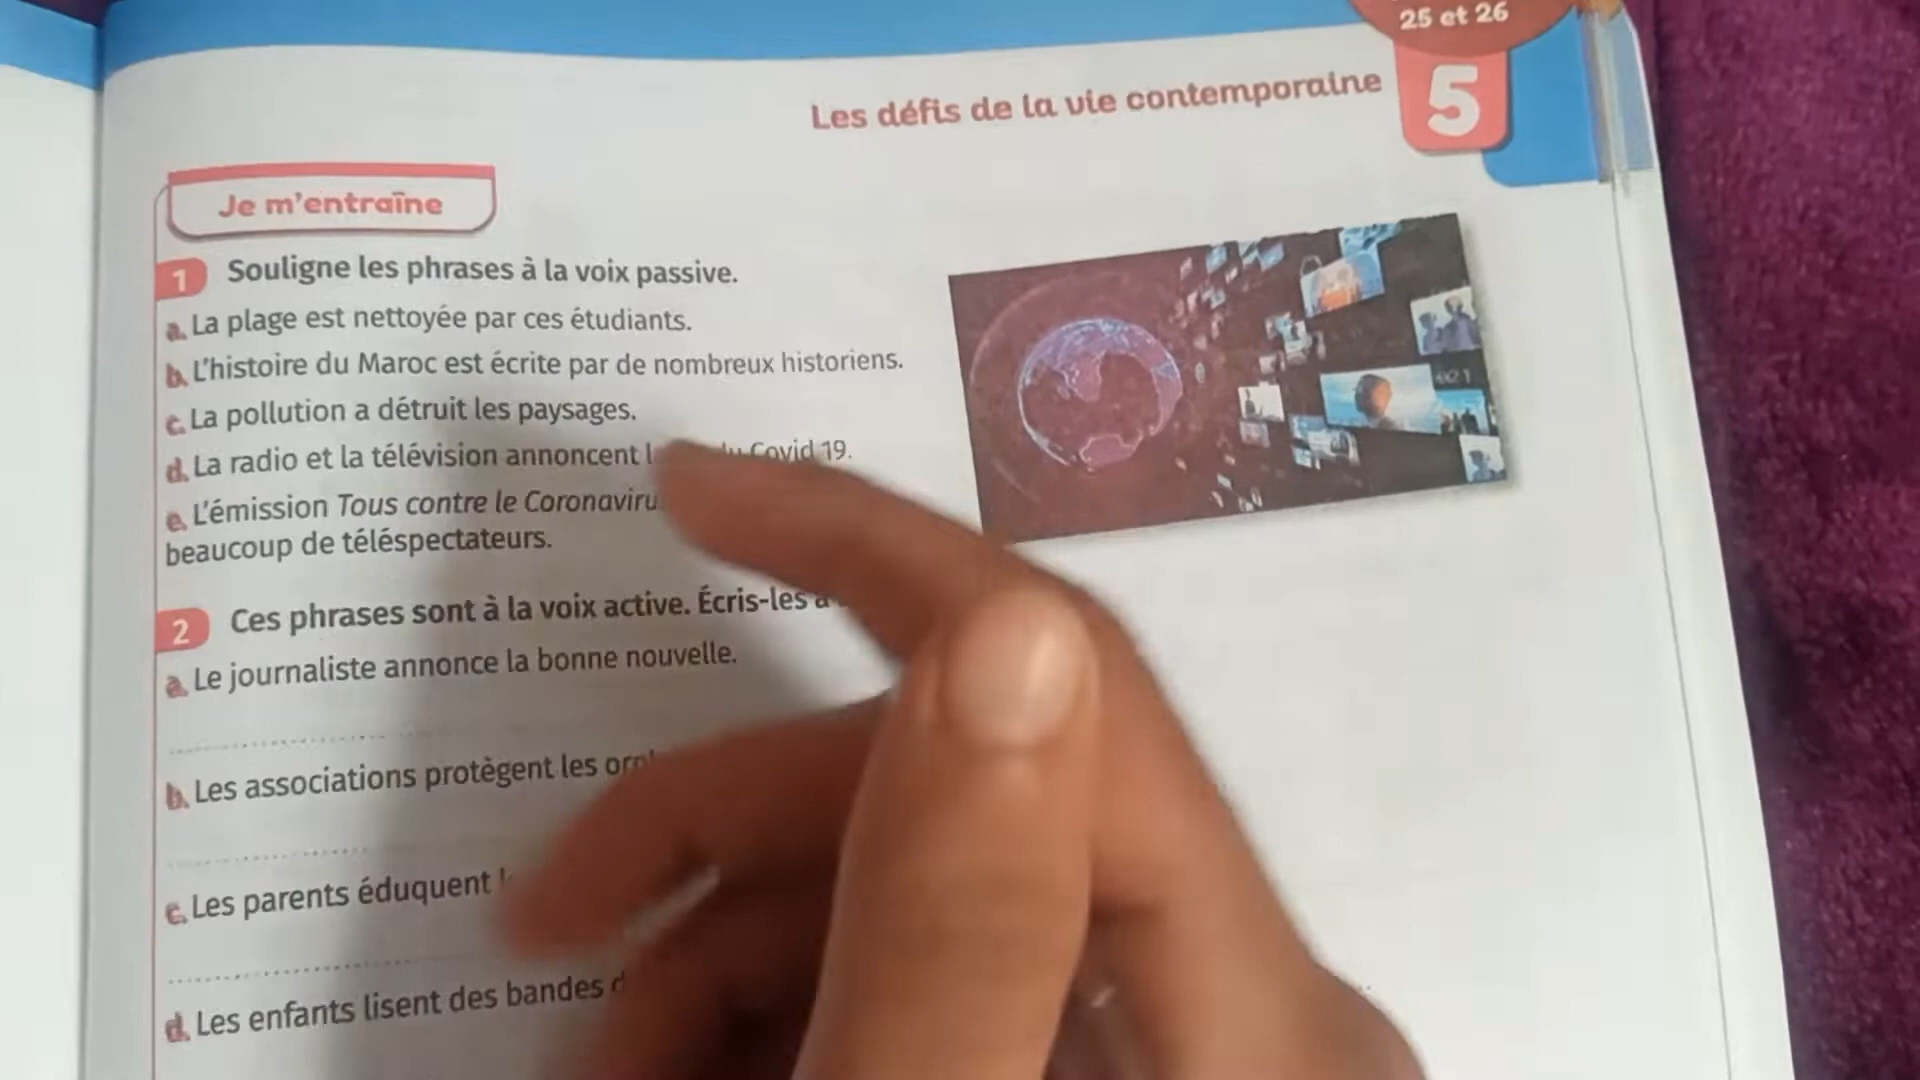 25 et 26
5
Les défis de la vie contemporaine
Je m'entraîne
1 Souligne les phrases à la voix passive.
a. La plage est nettoyée par ces étudiants.
b. L'histoire du Maroc est écrite par de nombreux historiens.
c. La pollution a détruit les paysages.
d. La radio et la télévision annoncent Covid 19.
e. L'émission Tous contre le
beaucoup de téléspectateurs.
2 Ces phrases sont à la voix active. Écris-les
a. Le journaliste annonce la bonne nouvelle.
b. Les associations protègent les
c. Les parents éduquent
d. Les enfants lisent des bandes